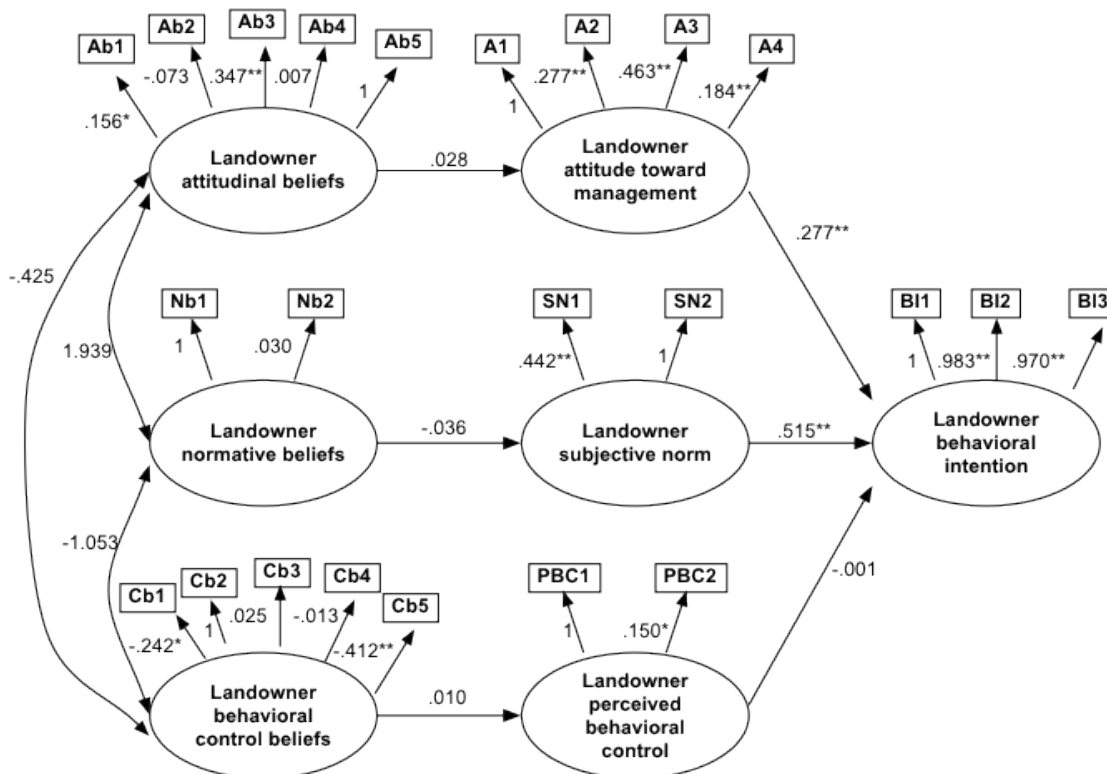 Ab1
Ab2
Ab3
Ab4
Ab5
.156*
-.073
.347**
.007
1
A1
A2
A3
A4
1
.277**
.463**
.184**
Landowner
attitudinal beliefs
.028
Landowner
attitude toward
management
.277**
-.425
1.939
-1.053
Nb1
Nb2
1
.030
SN1
SN2
.442**
1
BI1
BI2
BI3
1
.983**
.970**
Landowner
normative beliefs
-.036
Landowner
subjective norm
.515**
Landowner
behavioral
intention
Cb1
Cb2
Cb3
Cb4
Cb5
-.242*
1
.025
-.013
-.412**
PBC1
PBC2
1
.150*
-.001
Landowner
behavioral
control beliefs
.010
Landowner
perceived
behavioral
control